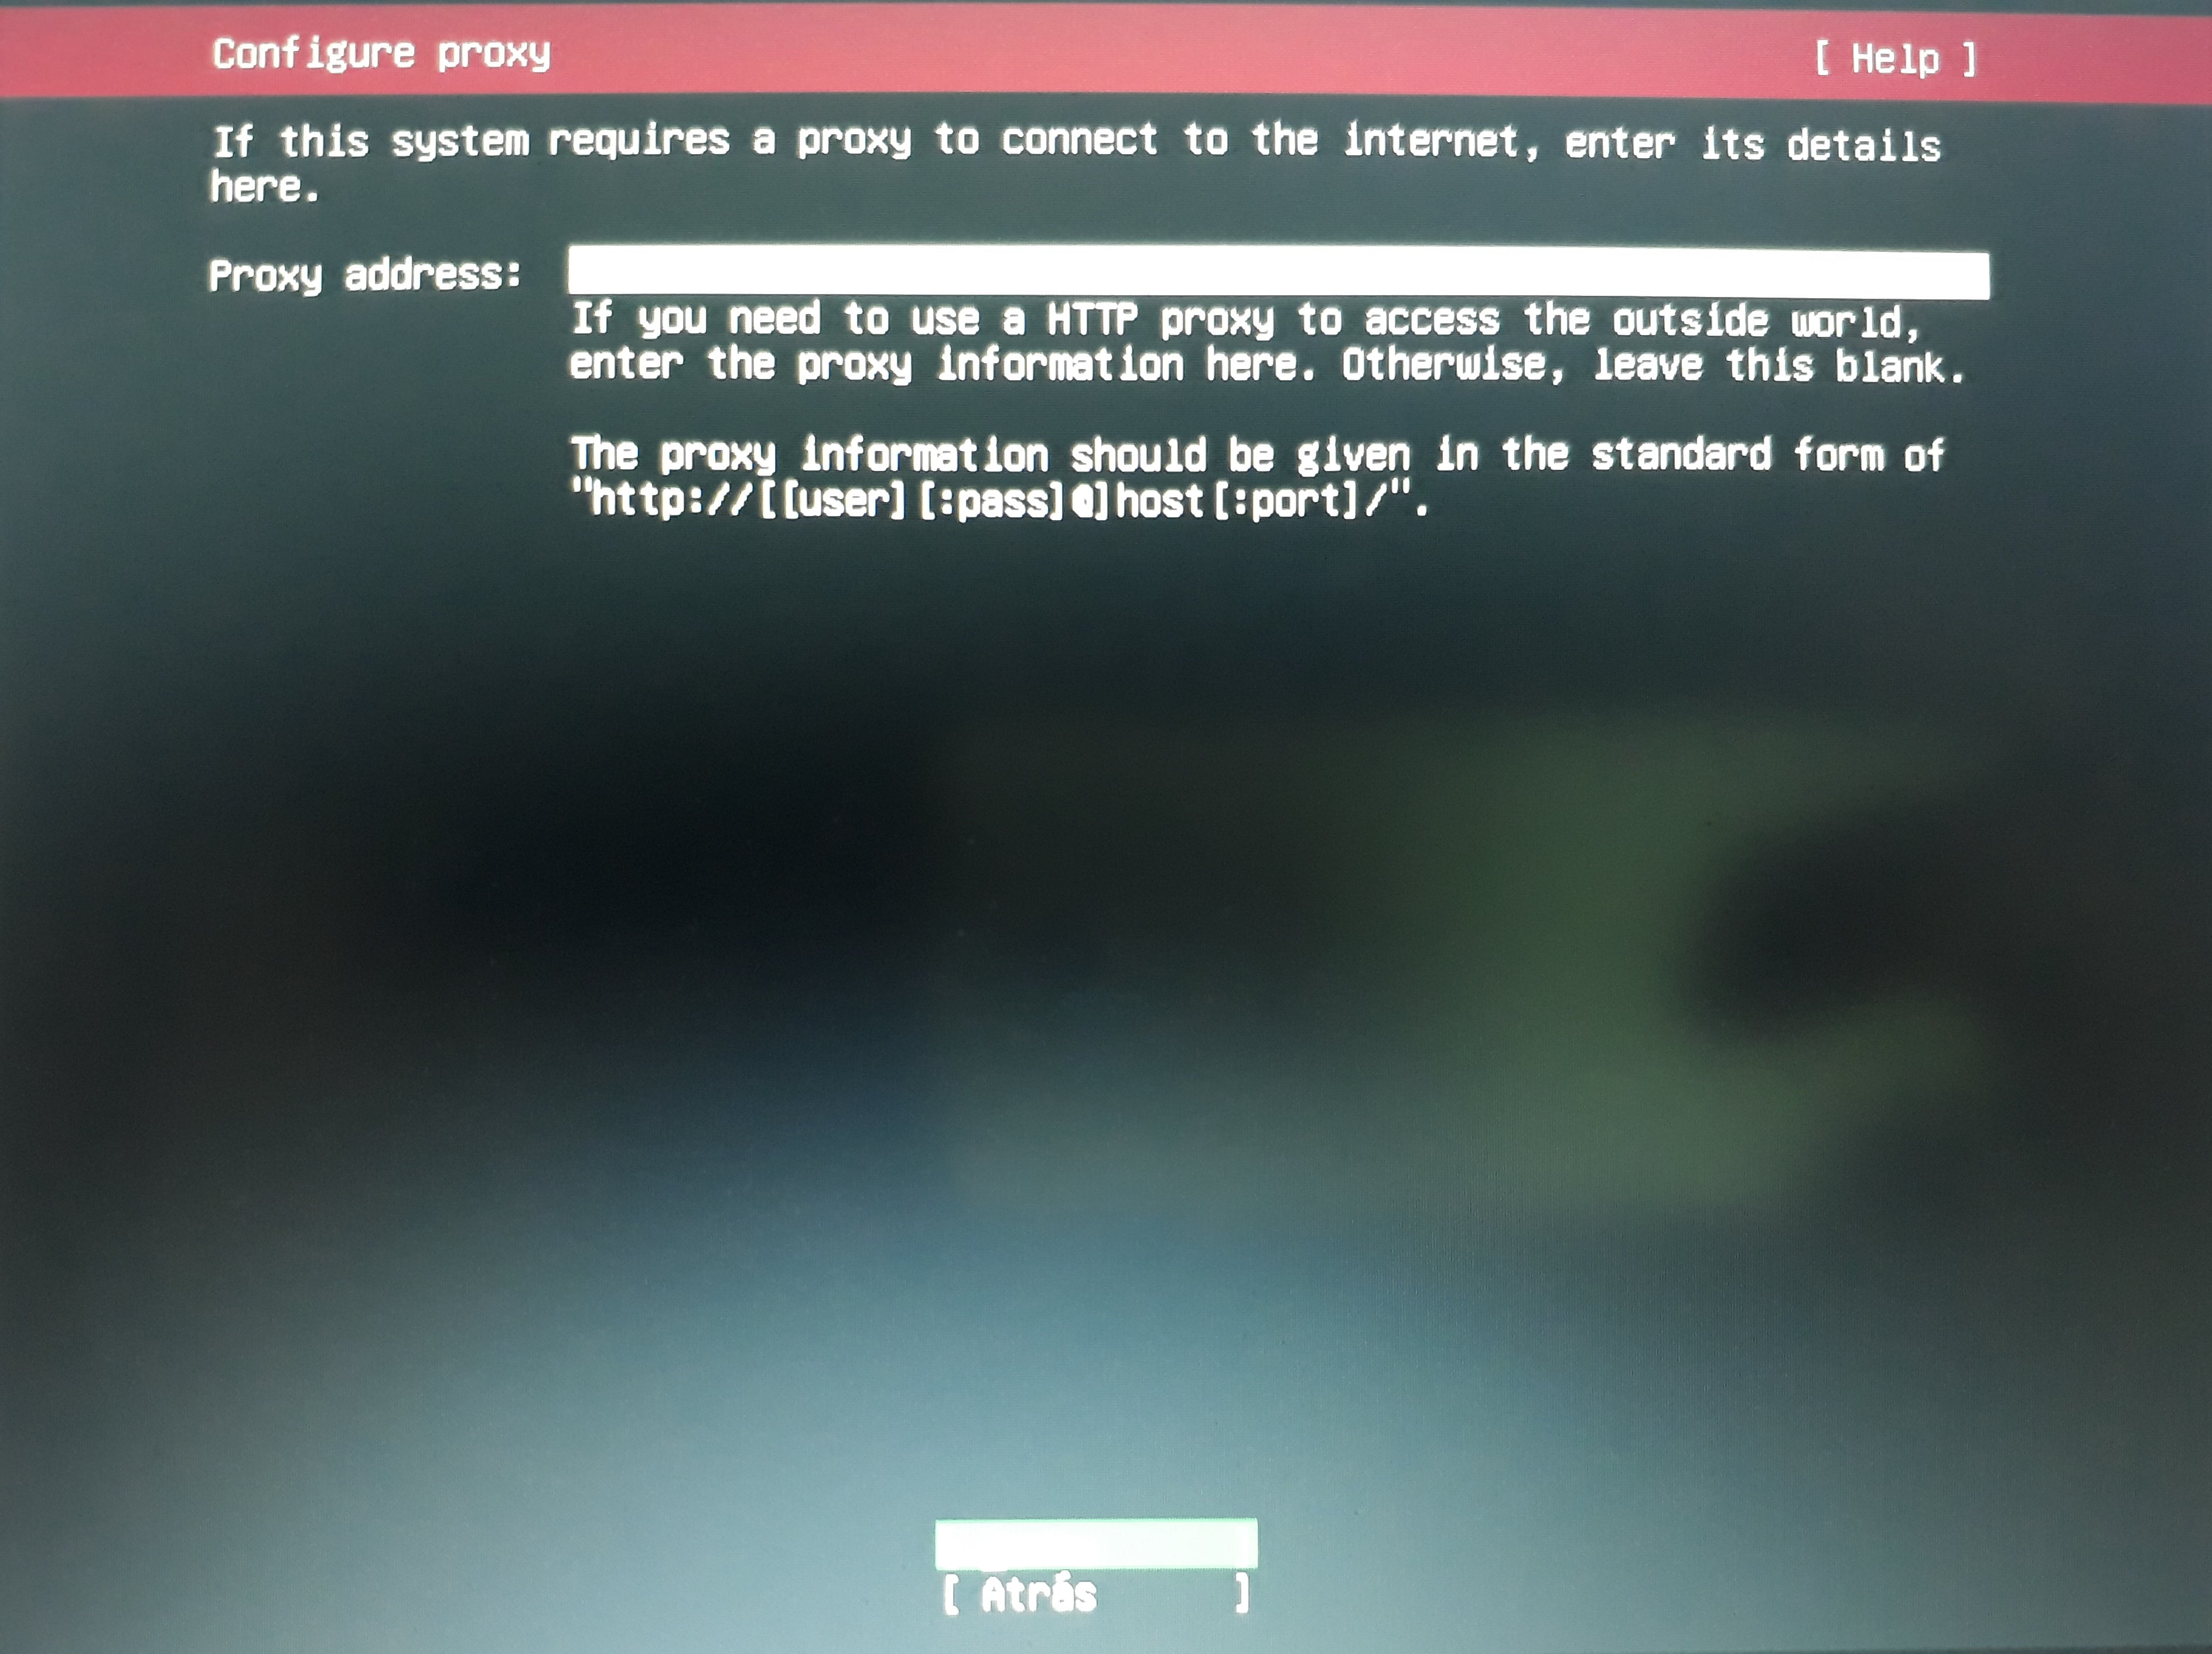 Configure proxy [ Help ]
If this system requires a proxy to connect to the internet, enter its details
here.
Proxy address:
If you need to use a HTTP proxy to access the outside world,
enter the proxy information here. Otherwise, leave this blank.
The proxy information should be given in the standard form of
"http://[[user][:pass]@]host[:port]/".
[ Atrás ]